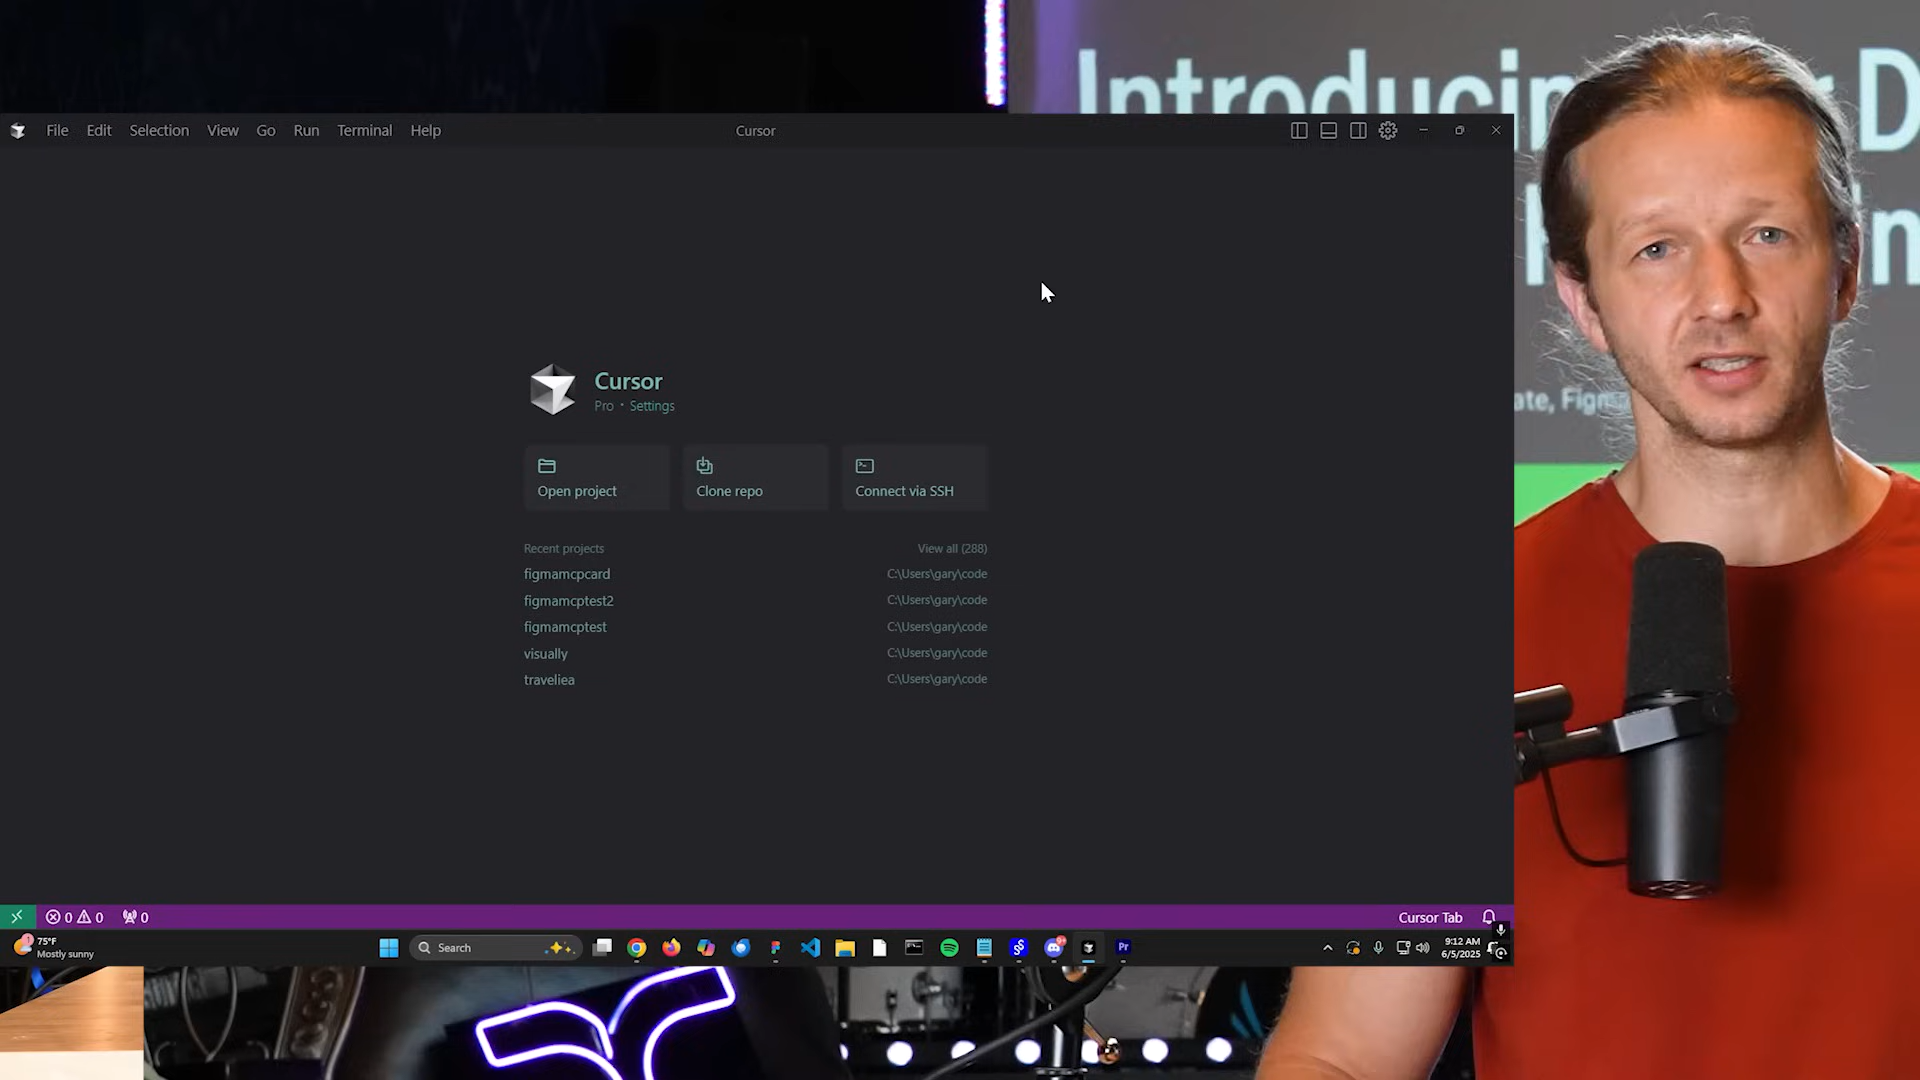 Introducin r D
in
ate, Figm
File Edit Selection View Go Run Terminal Help
Cursor
Cursor
Pro • Settings
Open project
Clone repo
Connect via SSH
Recent projects
View all (288)
figmamcpcard
C:\Users\gary\code
figmamcptest2
C:\Users\gary\code
figmamcptest
C:\Users\gary\code
visually
C:\Users\gary\code
traveliea
C:\Users\gary\code
0 0 0
Cursor Tab
75°F
Mostly sunny
Search
Pr
9:12 AM
6/5/2025